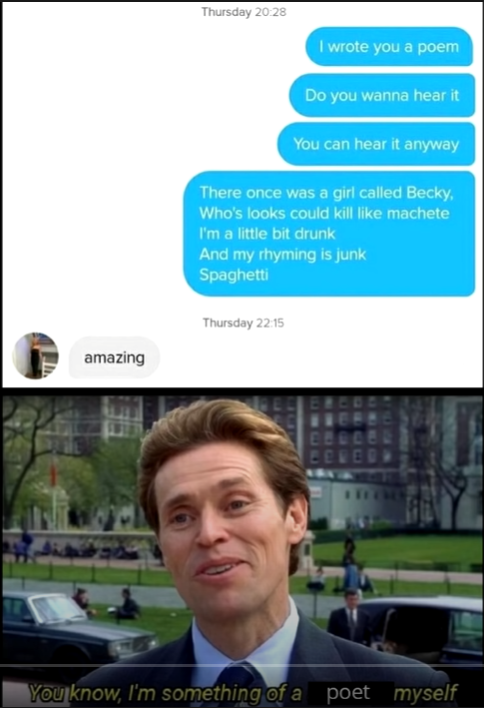 Thursday 20:28
I wrote you a poem
Do you wanna hear it
You can hear it anyway
There once was a girl called Becky,
Who's looks could kill like machete
I'm a little bit drunk
And my rhyming is junk
Spaghetti
Thursday 22:15
amazing
You know, I'm something of a poet myself